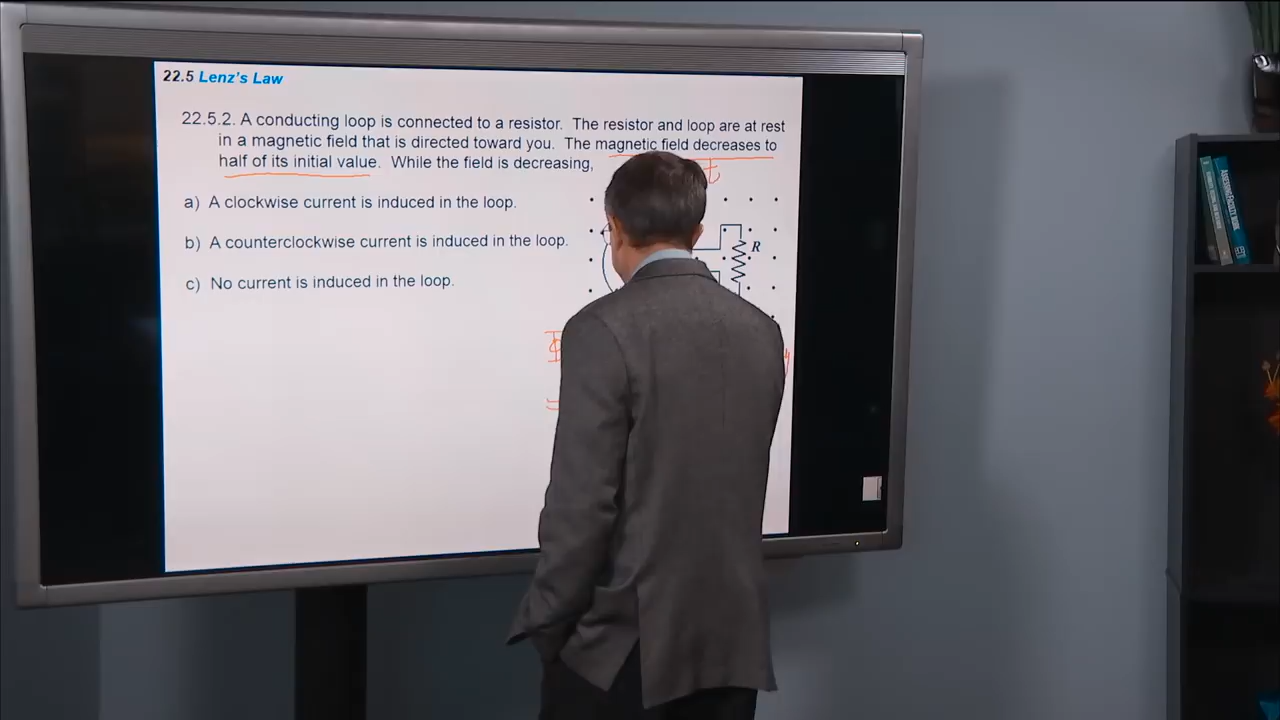 22.5 Lenz's Law
22.5.2. A conducting loop is connected to a resistor. The resistor and loop are at rest
in a magnetic field that is directed toward you. The magnetic field decreases to
half of its initial value. While the field is decreasing,
t
a) A clockwise current is induced in the loop.
b) A counterclockwise current is induced in the loop.
R
c) No current is induced in the loop.
Φ